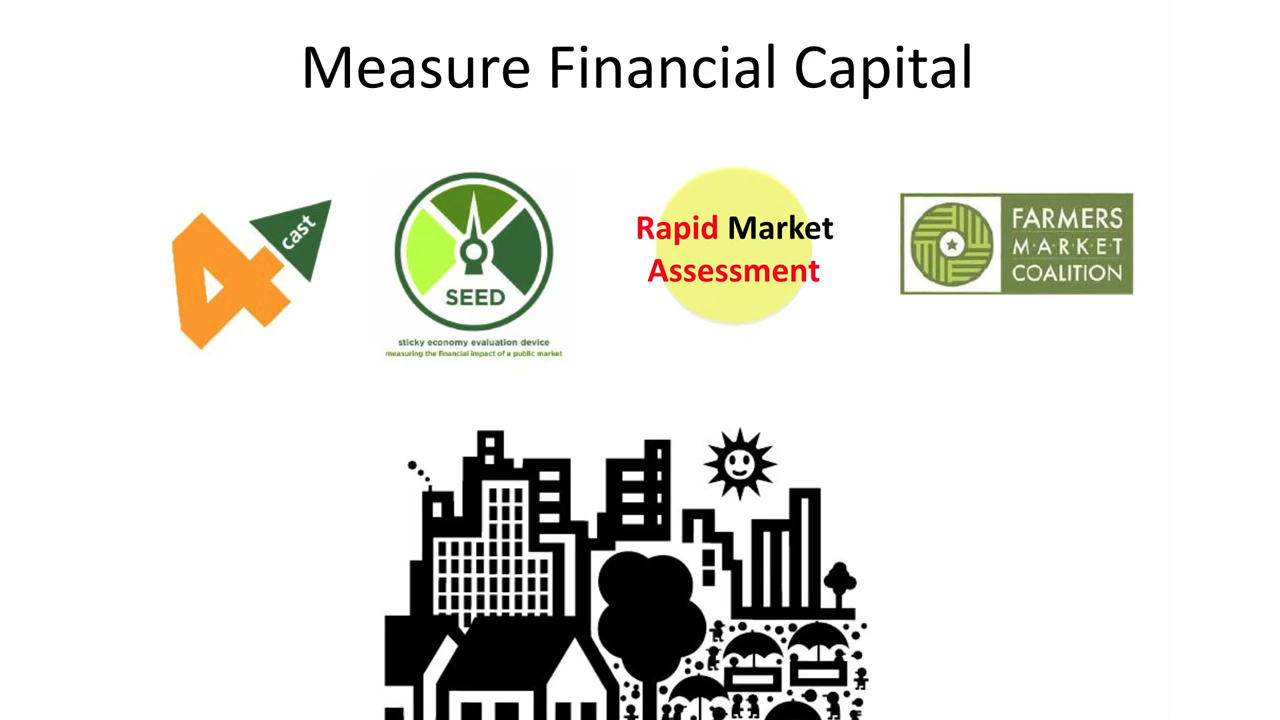 Measure Financial Capital
4
cast
SEED
sticky economy evaluation device
measuring the financial impact of a public market
Rapid Market
Assessment
FARMERS
M·A·R·K·E·T
COALITION